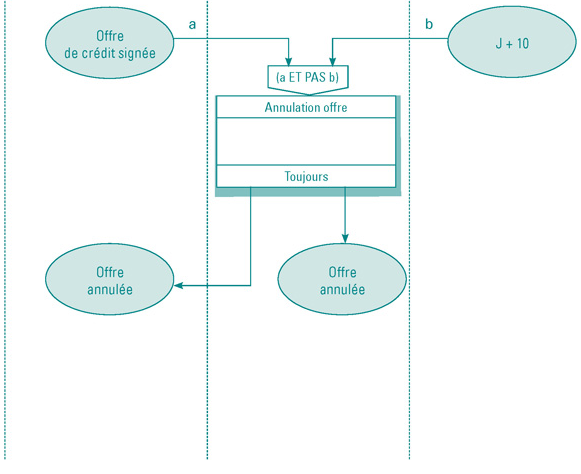 Offre
de crédit signée
a
b
J + 10
(a ET PAS b)
Annulation offre
Toujours
Offre
annulée
Offre
annulée